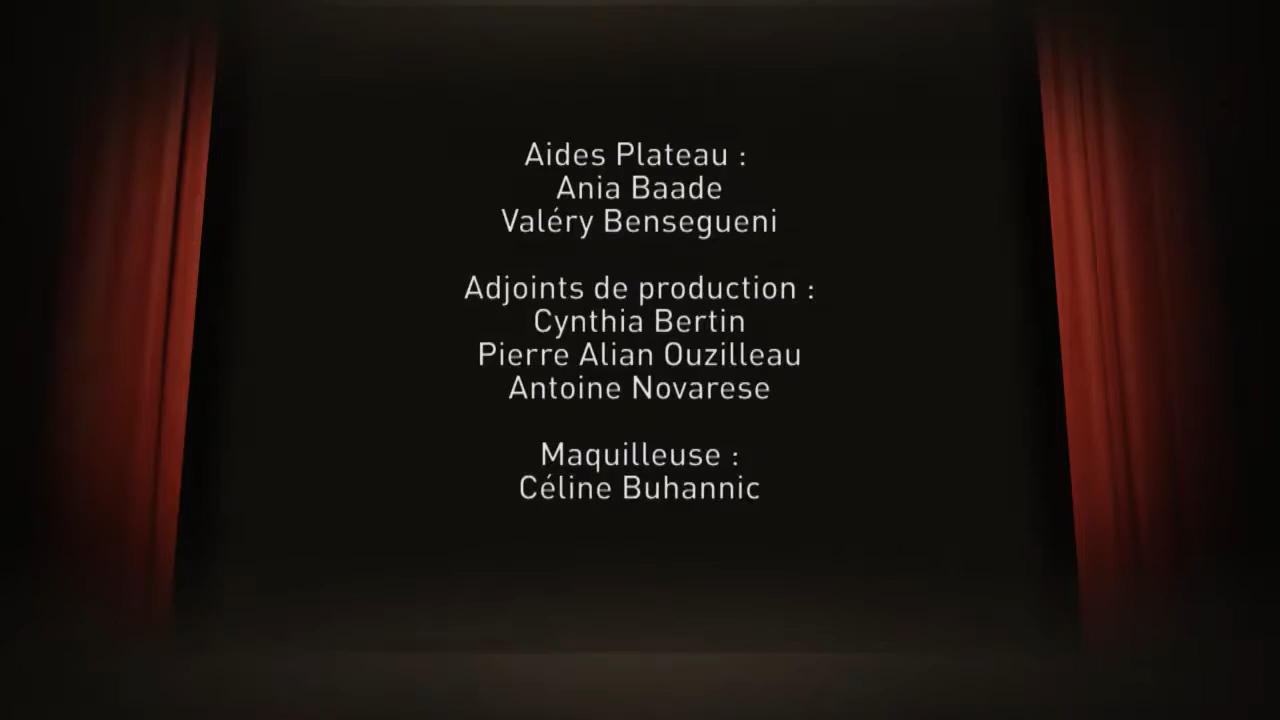 Aides Plateau :
Ania Baade
Valéry Bensegueni
Adjoints de production :
Cynthia Bertin
Pierre Alian Ouzilleau
Antoine Novarese
Maquilleuse :
Céline Buhannic